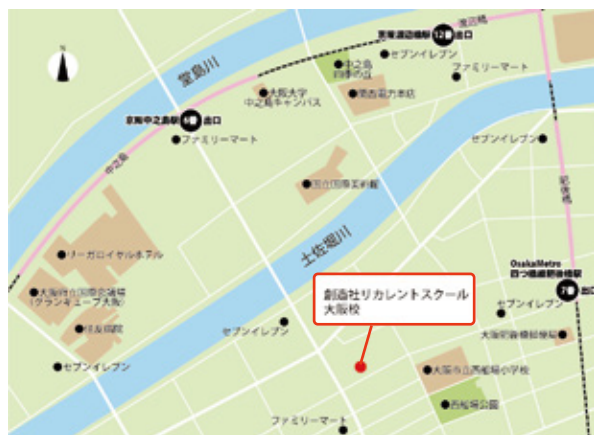 N
堂島川
京阪渡辺橋駅
12番
出口
渡辺橋
セブンイレブン
ファミリーマート
中之島
四季の丘
関西電力本店
大阪大学
中之島キャンパス
京阪中之島駅
6番
出口
ファミリーマート
中之島
セブンイレブン
国立国際美術館
肥後橋
土佐堀川
リーガロイヤルホテル
大阪府立国際会議場
(グランキューブ大阪)
住友病院
セブンイレブン
OsakaMetro
四つ橋線肥後橋駅
7番
出口
創造社リカレントスクール
大阪校
セブンイレブン
セブンイレブン
大阪肥後橋郵便局
大阪市立西船場小学校
西船場公園
ファミリーマート